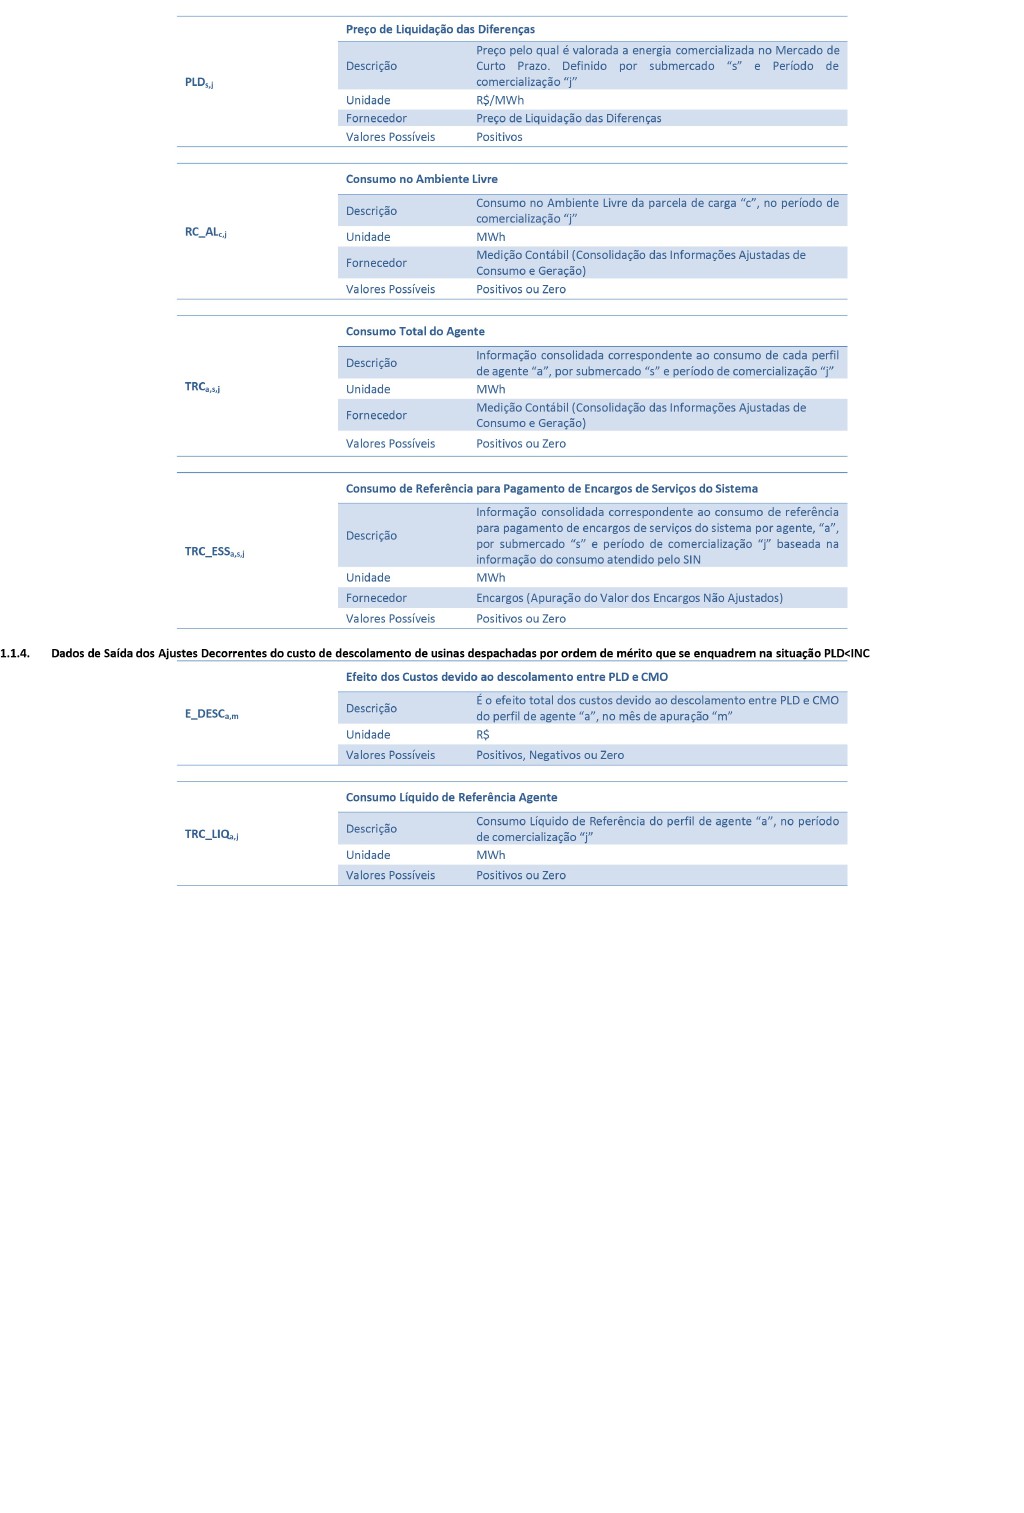 Preço de Liquidação das Diferenças
PLDs,j
Descrição
Preço pelo qual é valorada a energia comercializada no Mercado de
Curto Prazo. Definido por submercado “s” e Período de
comercialização “j”
Unidade R$/MWh
Fornecedor Preço de Liquidação das Diferenças
Valores Possíveis Positivos
Consumo no Ambiente Livre
RC_ALc,j
Descrição
Consumo no Ambiente Livre da parcela de carga “c”, no período de
comercialização “j”
Unidade MWh
Fornecedor
Medição Contábil (Consolidação das Informações Ajustadas de
Consumo e Geração)
Valores Possíveis Positivos ou Zero
Consumo Total do Agente
TRCa,s,j
Descrição
Informação consolidada correspondente ao consumo de cada perfil
de agente “a”, por submercado “s” e período de comercialização “j”
Unidade MWh
Fornecedor
Medição Contábil (Consolidação das Informações Ajustadas de
Consumo e Geração)
Valores Possíveis Positivos ou Zero
Consumo de Referência para Pagamento de Encargos de Serviços do Sistema
TRC_ESSa,s,j
Descrição
Informação consolidada correspondente ao consumo de referência
para pagamento de encargos de serviços do sistema por agente, “a”,
por submercado “s” e período de comercialização “j” baseada na
informação do consumo atendido pelo SIN
Unidade MWh
Fornecedor Encargos (Apuração do Valor dos Encargos Não Ajustados)
Valores Possíveis Positivos ou Zero
1.1.4. Dados de Saída dos Ajustes Decorrentes do custo de descolamento de usinas despachadas por ordem de mérito que se enquadrem na situação PLD<INC
Efeito dos Custos devido ao descolamento entre PLD e CMO
E_DESCa,m
Descrição
É o efeito total dos custos devido ao descolamento entre PLD e CMO
do perfil de agente “a”, no mês de apuração “m”
Unidade R$
Valores Possíveis Positivos, Negativos ou Zero
Consumo Líquido de Referência Agente
TRC_LIQa,j
Descrição
Consumo Líquido de Referência do perfil de agente “a”, no período
de comercialização “j”
Unidade MWh
Valores Possíveis Positivos ou Zero